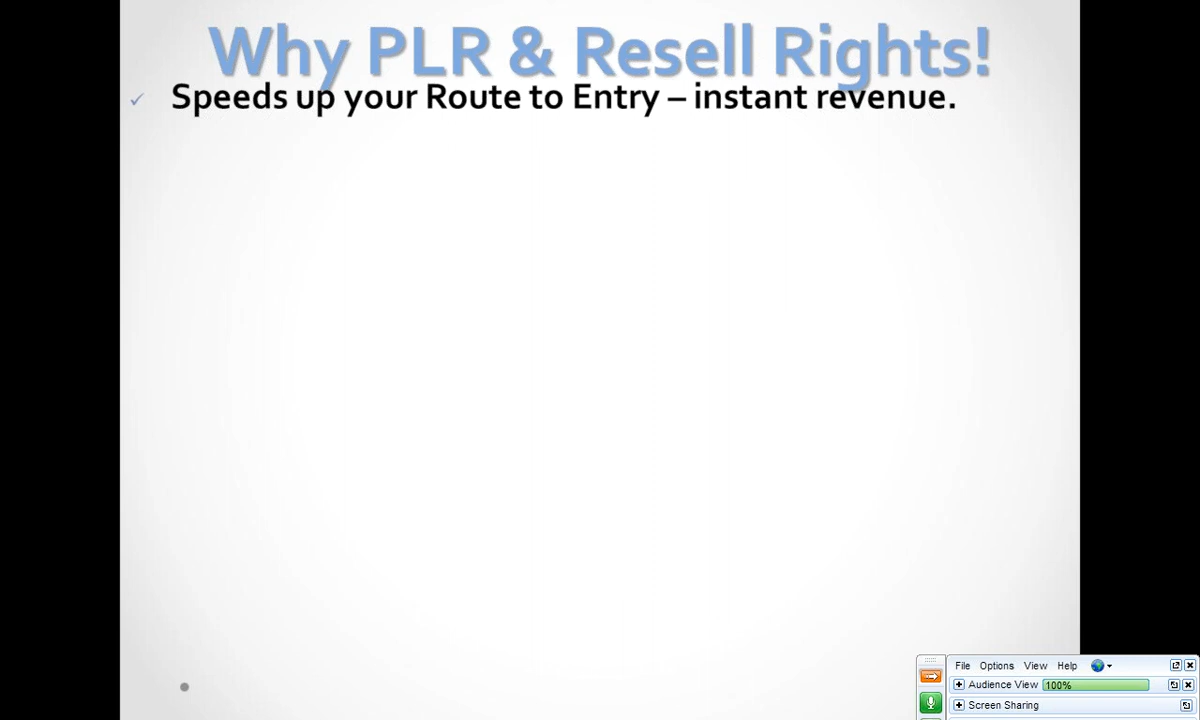 Why PLR & Resell Rights!
✓ Speeds up your Route to Entry – instant revenue.
File Options View Help
Audience View 100%
Screen Sharing